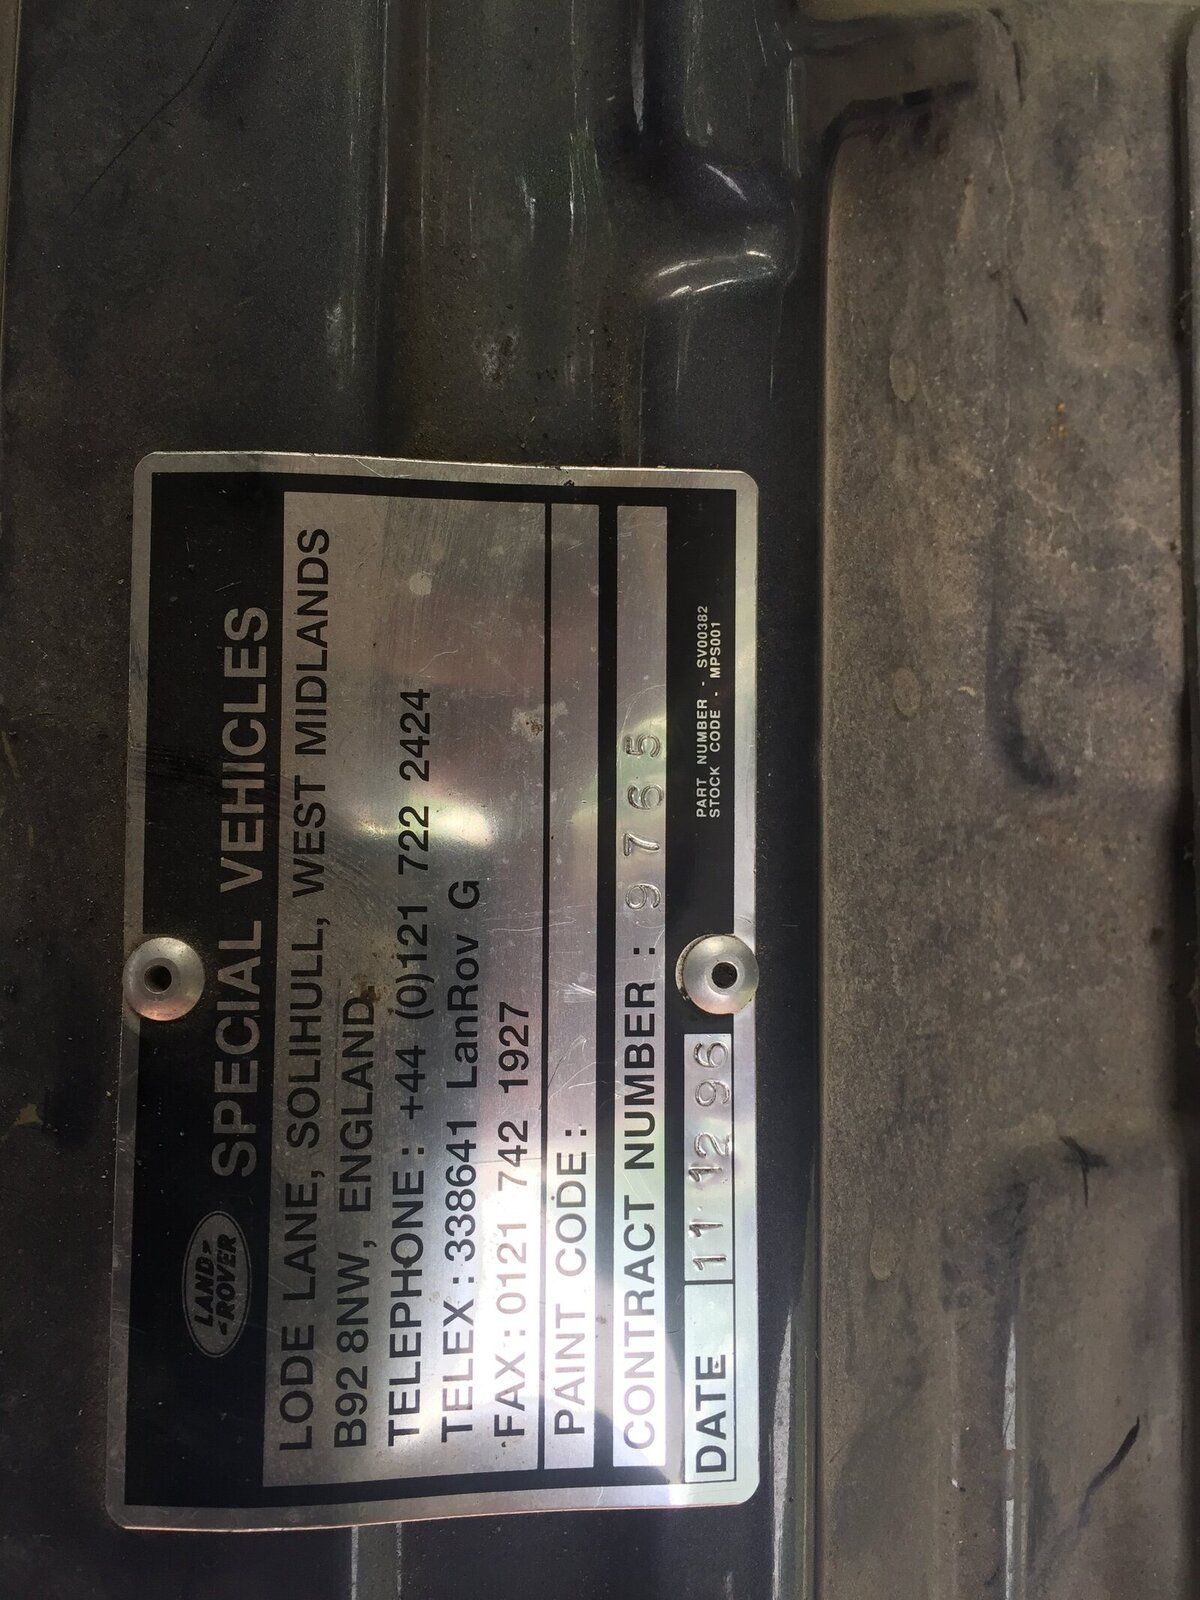 LAND ROVER
SPECIAL VEHICLES
LODE LANE, SOLIHULL, WEST MIDLANDS
B92 8NW, ENGLAND.
TELEPHONE : +44 (0)121 722 2424
TELEX : 338641 LanRov G
FAX : 0121 742 1927
PAINT CODE :
CONTRACT NUMBER : 9765
DATE 11 12 96
PART NUMBER - SV00382
STOCK CODE - MPS001